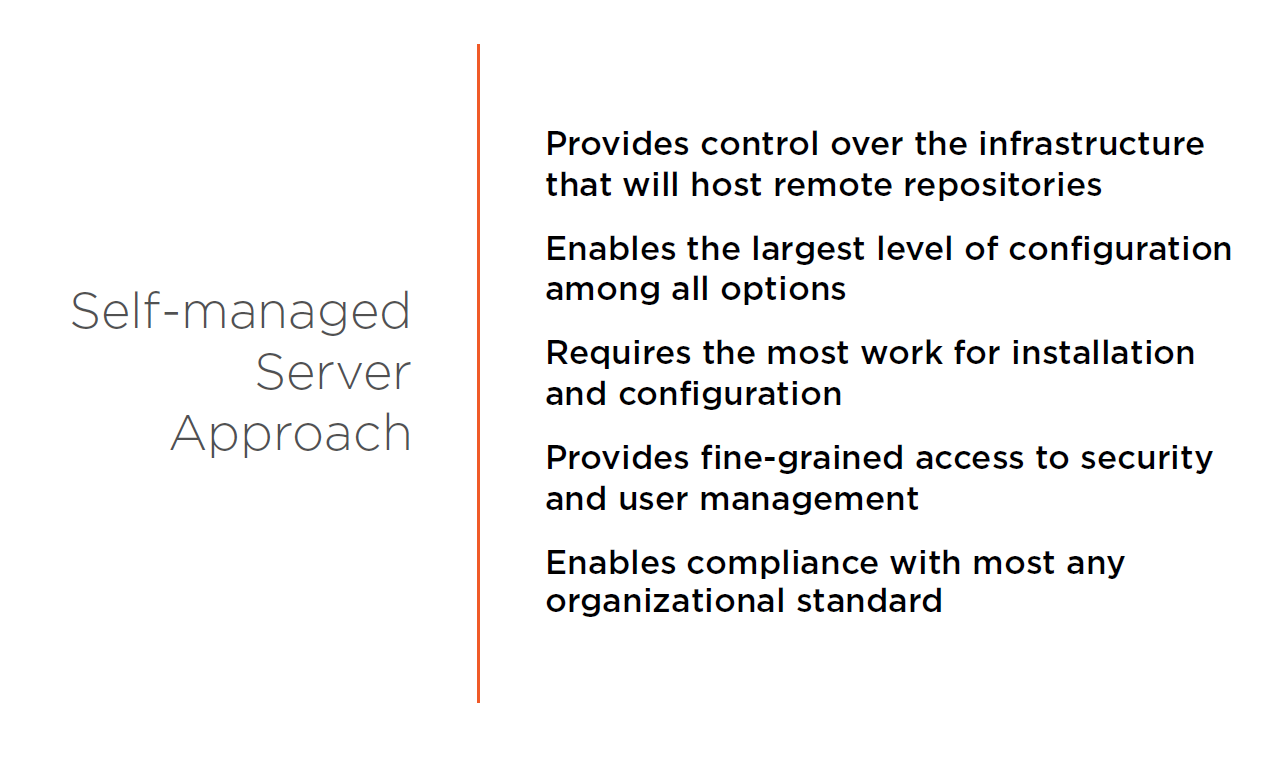 Self-managed
Server
Approach
Provides control over the infrastructure
that will host remote repositories
Enables the largest level of configuration
among all options
Requires the most work for installation
and configuration
Provides fine-grained access to security
and user management
Enables compliance with most any
organizational standard